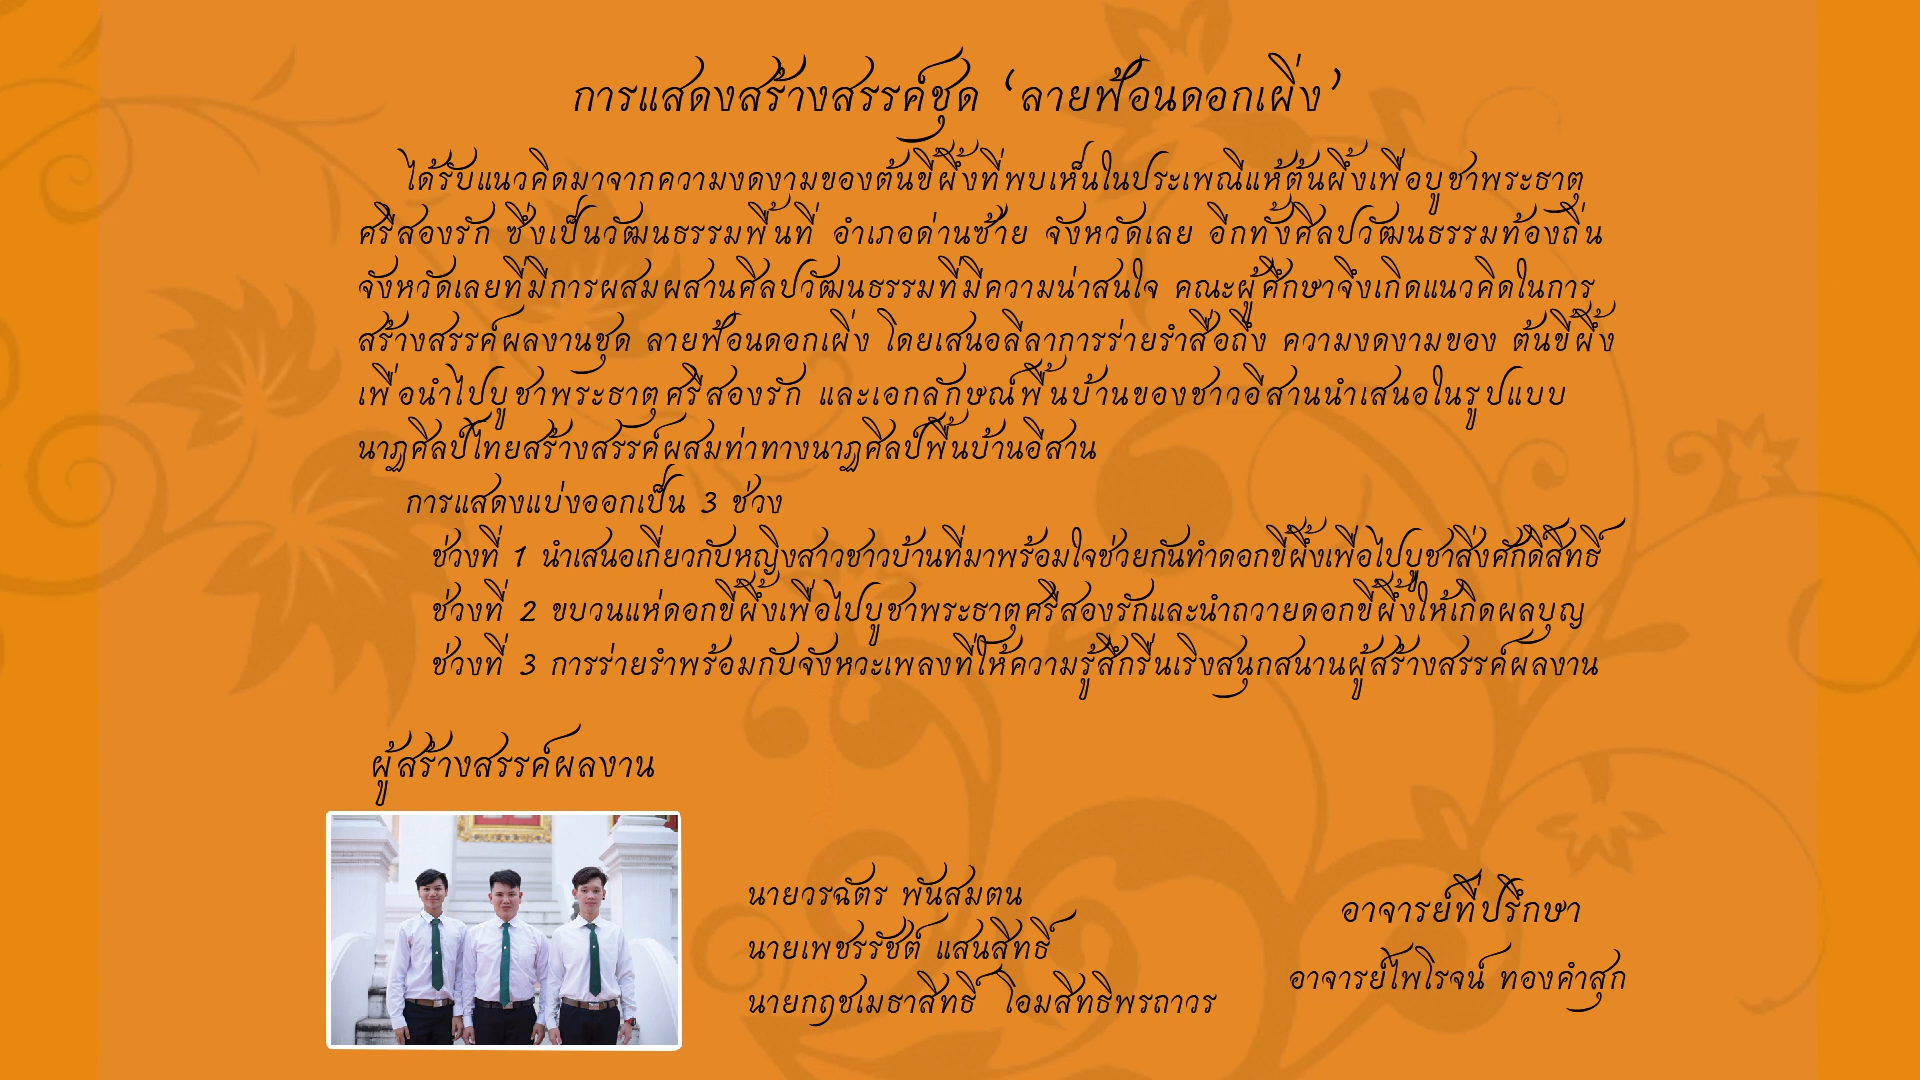 การแสดงสร้างสรรค์ชุด ‘ลายฟ้อนดอกเผิ่ง’
ได้รับแนวคิดมาจากความงดงามของต้นขี้ผึ้งที่พบเห็นในประเพณีแห่ต้นผึ้งเพื่อบูชาพระธาตุ
ศรีสองรัก ซึ่งเป็นวัฒนธรรมพื้นที่ อำเภอด่านซ้าย จังหวัดเลย อีกทั้งศิลปวัฒนธรรมท้องถิ่น
จังหวัดเลยที่มีการผสมผสานศิลปวัฒนธรรมที่มีความน่าสนใจ คณะผู้ศึกษาจึงเกิดแนวคิดในการ
สร้างสรรค์ผลงานชุด ลายฟ้อนดอกเผิ่ง โดยเสนอลีลาการร่ายรำสื่อถึง ความงดงามของ ต้นขี้ผึ้ง
เพื่อนำไปบูชาพระธาตุศรีสองรัก และเอกลักษณ์พื้นบ้านของชาวอีสานนำเสนอในรูปแบบ
นาฏศิลป์ไทยสร้างสรรค์ผสมท่าทางนาฏศิลป์พื้นบ้านอีสาน
การแสดงแบ่งออกเป็น 3 ช่วง
ช่วงที่ 1 นำเสนอเกี่ยวกับหญิงสาวชาวบ้านที่มาพร้อมใจช่วยกันทำดอกขี้ผึ้งเพื่อไปบูชาสิ่งศักดิ์สิทธิ์
ช่วงที่ 2 ขบวนแห่ดอกขี้ผึ้งเพื่อไปบูชาพระธาตุศรีสองรักและนำถวายดอกขี้ผึ้งให้เกิดผลบุญ
ช่วงที่ 3 การร่ายรำพร้อมกับจังหวะเพลงที่ให้ความรู้สึกรื่นเริงสนุกสนานผู้สร้างสรรค์ผลงาน
ผู้สร้างสรรค์ผลงาน
นายวรฉัตร พันสมตน
นายเพชรรัชต์ แสนสิทธิ์
นายกฤชเมธาสิทธิ์ โอมสิทธิพรถาวร
อาจารย์ที่ปรึกษา
อาจารย์ไพโรจน์ ทองคำสุก